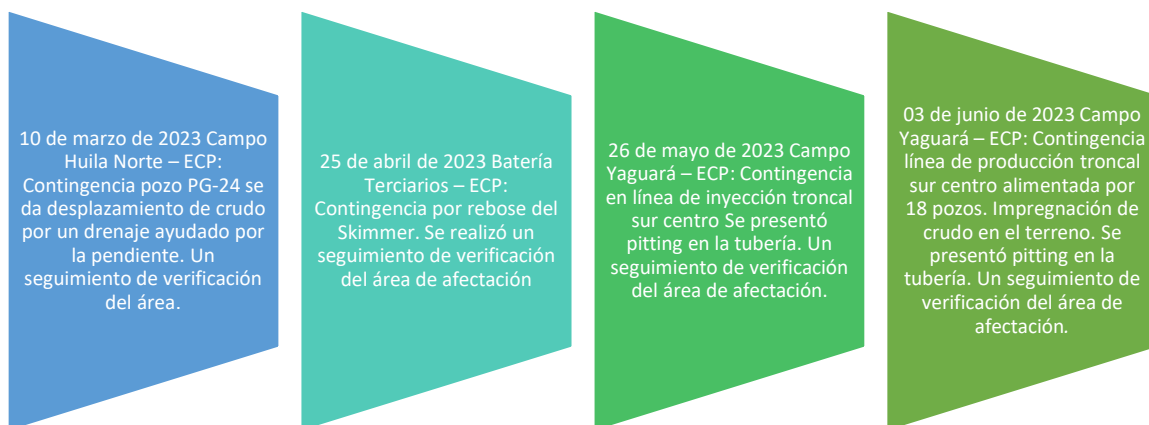 10 de marzo de 2023 Campo
Huila Norte – ECP:
Contingencia pozo PG-24 se
da desplazamiento de crudo
por un drenaje ayudado por
la pendiente. Un
seguimiento de verificación
del área.
25 de abril de 2023 Batería
Terciarios – ECP:
Contingencia por rebose del
Skimmer. Se realizó un
seguimiento de verificación
del área de afectación
26 de mayo de 2023 Campo
Yaguará – ECP: Contingencia
en línea de inyección troncal
sur centro Se presentó
pitting en la tubería. Un
seguimiento de verificación
del área de afectación.
03 de junio de 2023 Campo
Yaguará – ECP: Contingencia
línea de producción troncal
sur centro alimentada por
18 pozos. Impregnación de
crudo en el terreno. Se
presentó pitting en la
tubería. Un seguimiento de
verificación del área de
afectación.